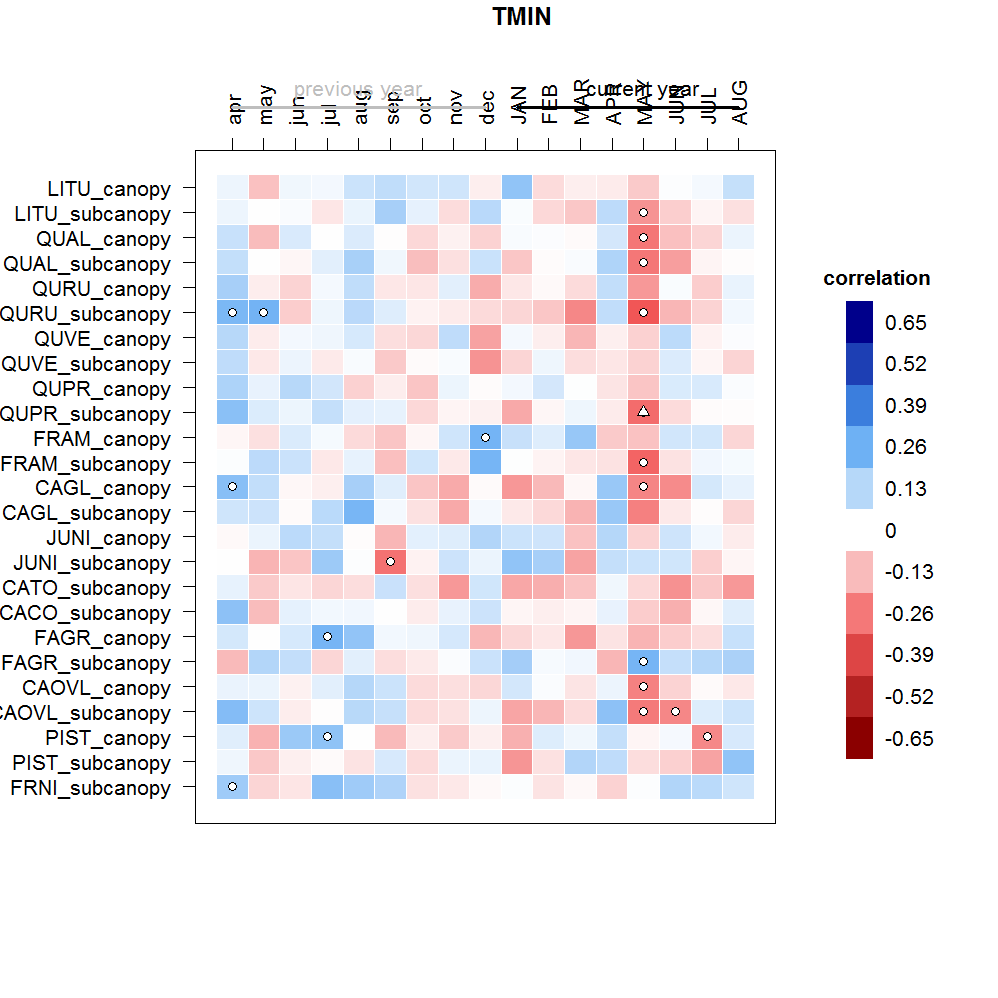 TMIN
previous year
current year
apr
may
jun
jul
aug
sep
oct
nov
dec
JAN
FEB
MAR
APR
MAY
JUN
JUL
AUG
LITU_canopy
LITU_subcanopy
QUAL_canopy
QUAL_subcanopy
QURU_canopy
QURU_subcanopy
QUVE_canopy
QUVE_subcanopy
QUPR_canopy
QUPR_subcanopy
FRAM_canopy
FRAM_subcanopy
CAGL_canopy
CAGL_subcanopy
JUNI_canopy
JUNI_subcanopy
CATO_subcanopy
CACO_subcanopy
FAGR_canopy
FAGR_subcanopy
CAOVL_canopy
CAOVL_subcanopy
PIST_canopy
PIST_subcanopy
FRNI_subcanopy
correlation
0.65
0.52
0.39
0.26
0.13
0
-0.13
-0.26
-0.39
-0.52
-0.65